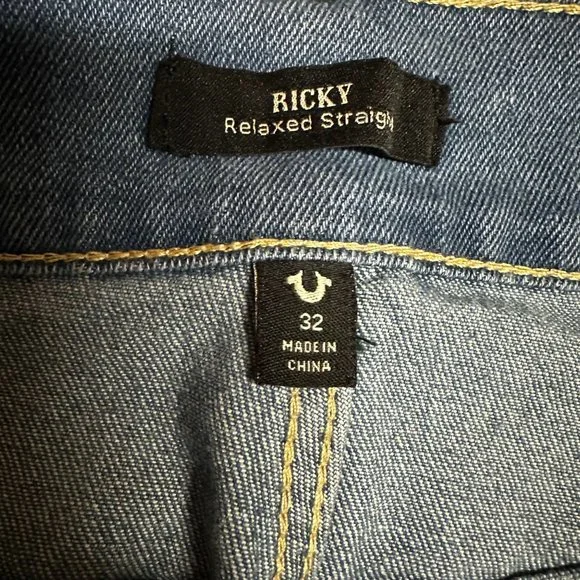 RICKY
Relaxed Straight
32
MADE IN
CHINA